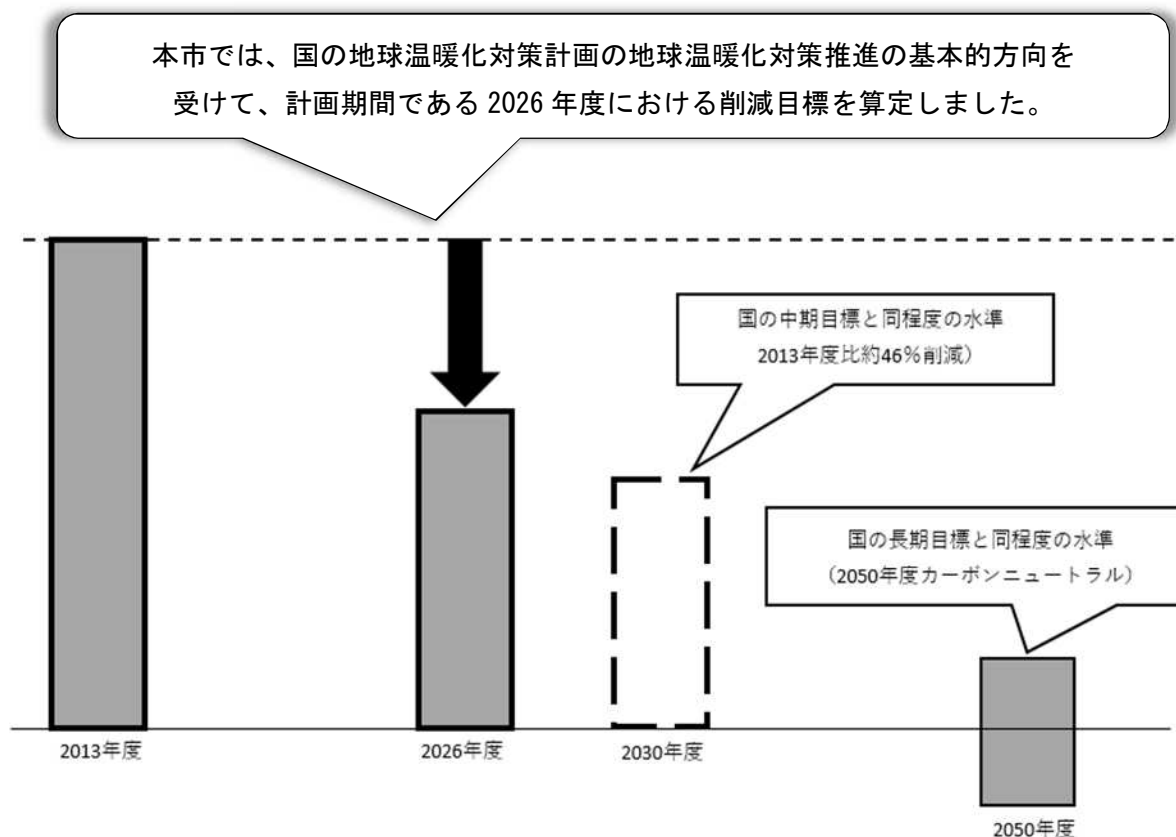 本市では、国の地球温暖化対策計画の地球温暖化対策推進の基本的方向を
受けて、計画期間である 2026 年度における削減目標を算定しました。
国の中期目標と同程度の水準
2013年度比約46%削減）
国の長期目標と同程度の水準
（2050年度カーボンニュートラル）
2013年度
2026年度
2030年度
2050年度